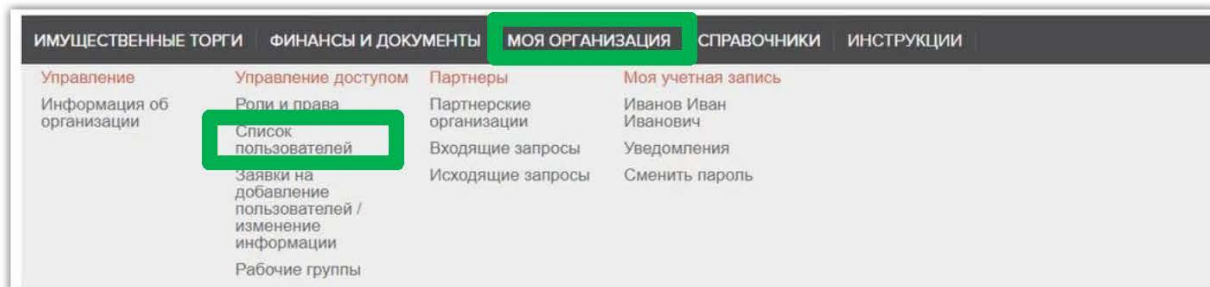 ИМУЩЕСТВЕННЫЕ ТОРГИ ФИНАНСЫ И ДОКУМЕНТЫ МОЯ ОРГАНИЗАЦИЯ СПРАВОЧНИКИ ИНСТРУКЦИИ
Управление
Информация об
организации
Управление доступом
Роли и права
Список
пользователей
Заявки на
добавление
пользователей /
изменение
информации
Рабочие группы
Партнеры
Партнерские
организации
Входящие запросы
Исходящие запросы
Моя учетная запись
Иванов Иван
Иванович
Уведомления
Сменить пароль